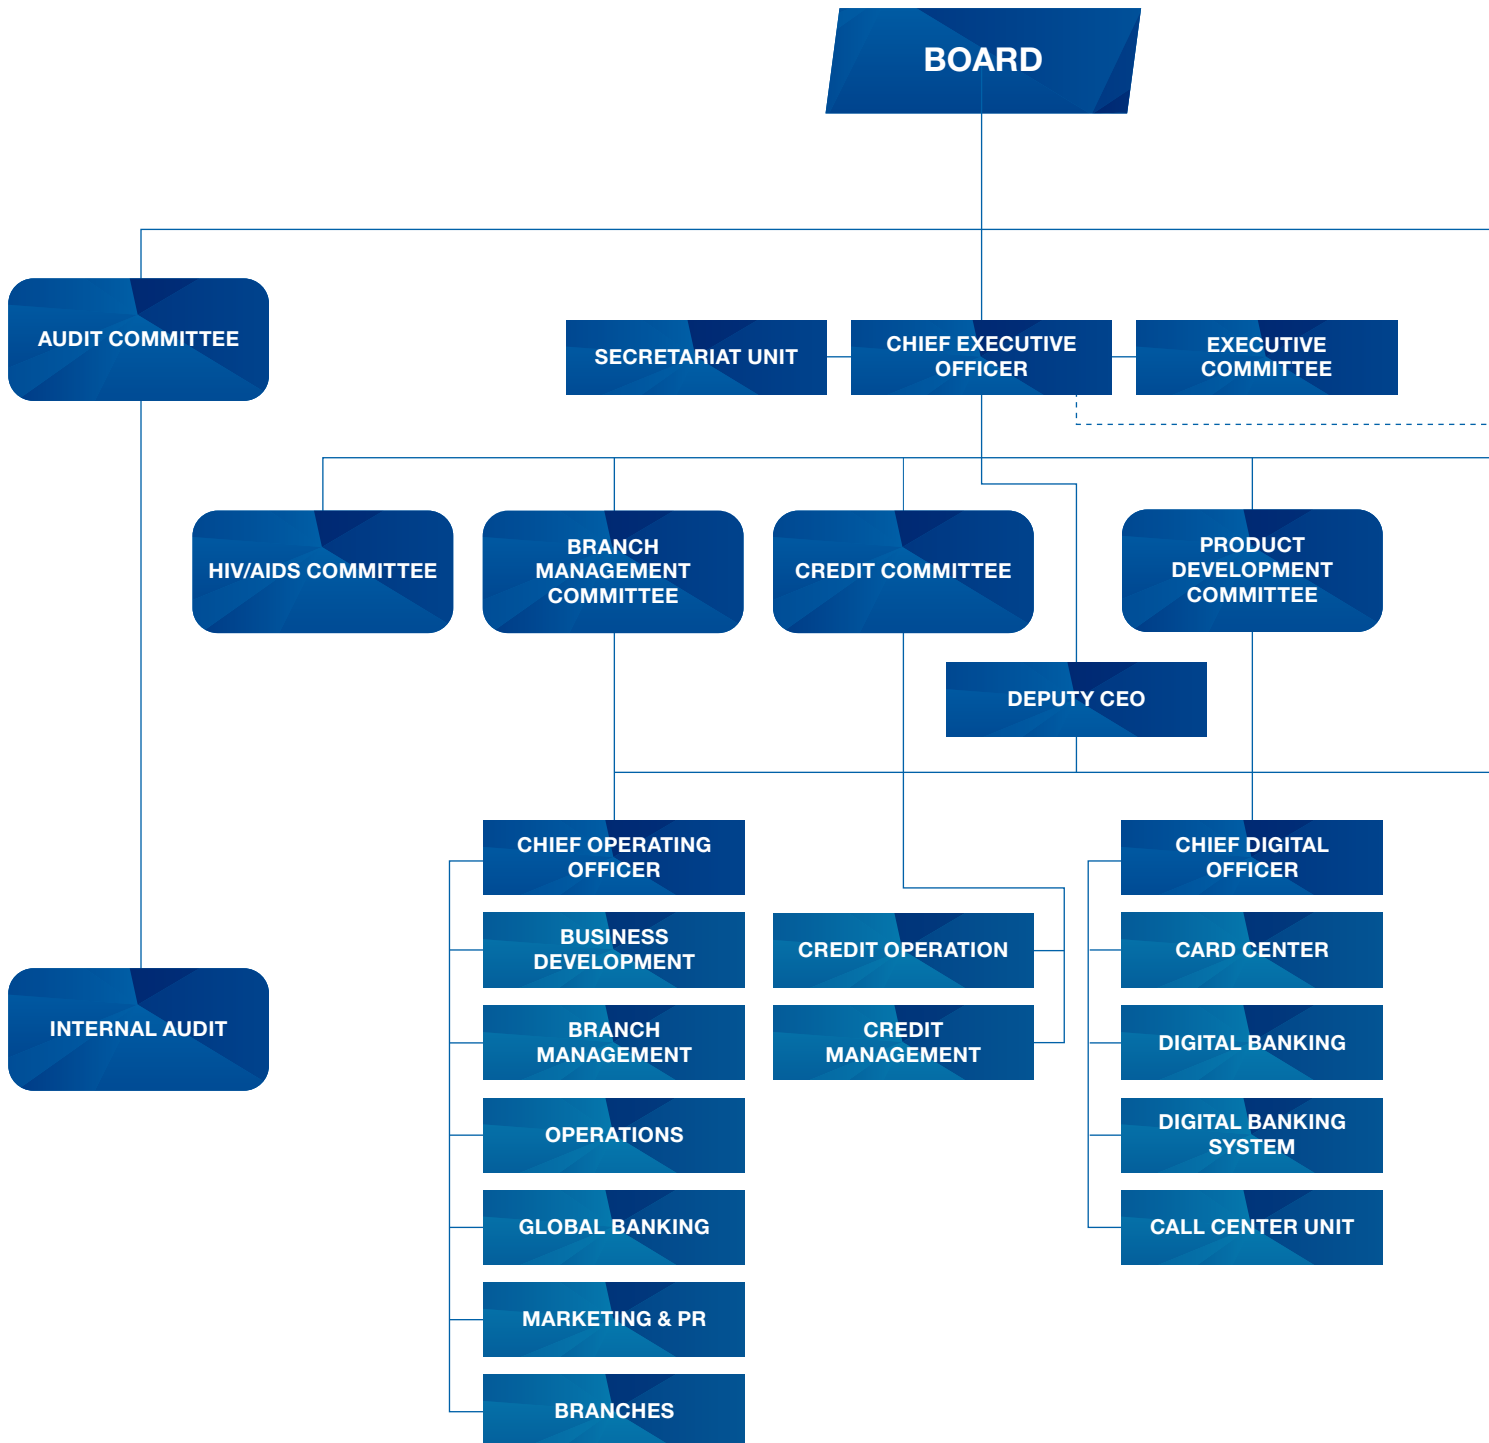 BOARD
AUDIT COMMITTEE
SECRETARIAT UNIT
CHIEF EXECUTIVE
OFFICER
EXECUTIVE
COMMITTEE
HIV/AIDS COMMITTEE
BRANCH
MANAGEMENT
COMMITTEE
CREDIT COMMITTEE
PRODUCT
DEVELOPMENT
COMMITTEE
DEPUTY CEO
CHIEF OPERATING
OFFICER
BUSINESS
DEVELOPMENT
BRANCH
MANAGEMENT
OPERATIONS
GLOBAL BANKING
MARKETING & PR
BRANCHES
CREDIT OPERATION
CREDIT
MANAGEMENT
CHIEF DIGITAL
OFFICER
CARD CENTER
DIGITAL BANKING
DIGITAL BANKING
SYSTEM
CALL CENTER UNIT
INTERNAL AUDIT